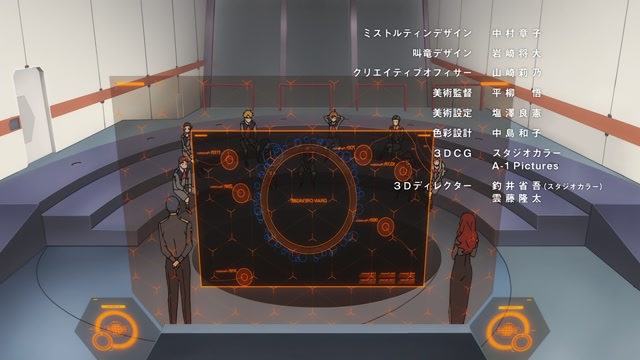 ミストルティンデザイン 中村章子
叫竜デザイン 岩崎将大
クリエイティブオフィサー 山崎莉乃
美術監督 平柳 悟
美術設定 塩澤良憲
色彩設計 中島和子
3DCG スタジオカラー
A-1 Pictures
3Dディレクター 釣井省吾(スタジオカラー)
雲藤隆太